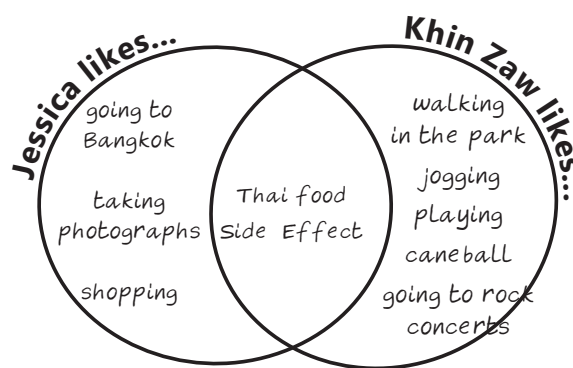 Jessica likes...
going to
Bangkok
taking
photographs
shopping
Thai food
Side Effect
Khin Zaw likes...
walking
in the park
jogging
playing
caneball
going to rock
concerts